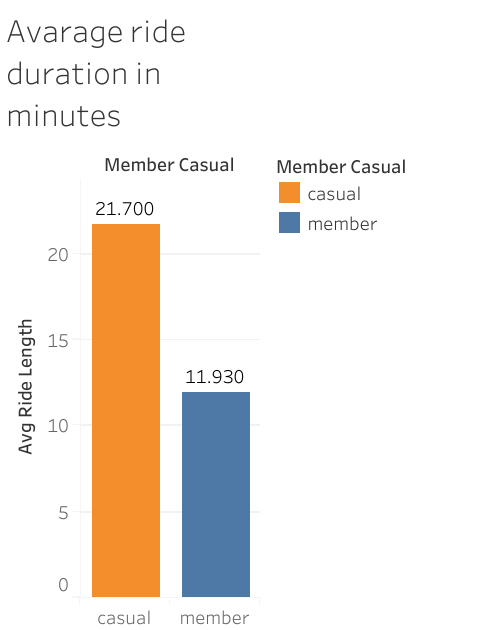 Avarage ride
duration in
minutes
Member Casual
Member Casual
casual
member
21.700
11.930
20
15
10
5
0
Avg Ride Length
casual member